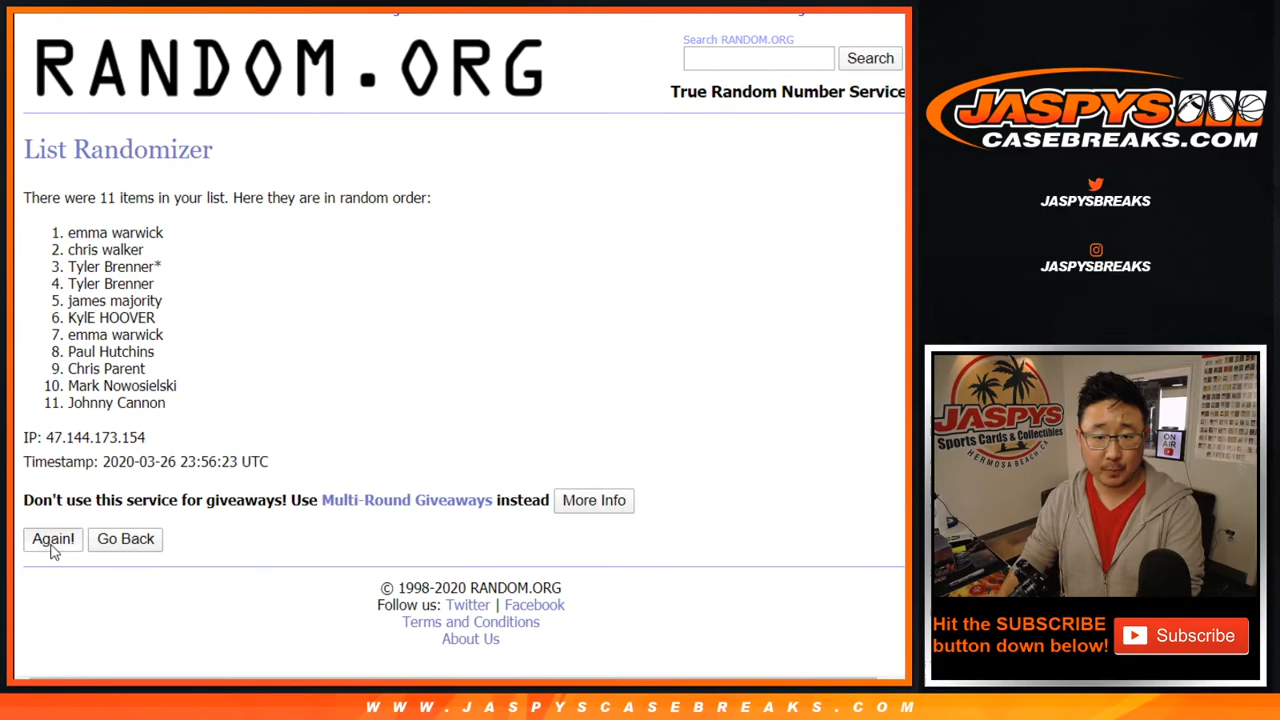 RANDOM.ORG
Search RANDOM.ORG
Search
True Random Number Service
List Randomizer
There were 11 items in your list. Here they are in random order:
1. emma warwick
2. chris walker
3. Tyler Brenner*
4. Tyler Brenner
5. james majority
6. KylE HOOVER
7. emma warwick
8. Paul Hutchins
9. Chris Parent
10. Mark Nowosielski
11. Johnny Cannon
IP: 47.144.173.154
Timestamp: 2020-03-26 23:56:23 UTC
Don't use this service for giveaways! Use Multi-Round Giveaways instead More Info
Again! Go Back
© 1998-2020 RANDOM.ORG
Follow us: Twitter | Facebook
Terms and Conditions
About Us
JASPYS
CASEBREAKS.COM
JASPYSBREAKS
JASPYSBREAKS
JASPYS
Sports Cards & Collectibles
HERMOSA BEACH CA
ON
AIR
Hit the SUBSCRIBE
button down below!
Subscribe
WWW.JASPYSCASEBREAKS.COM